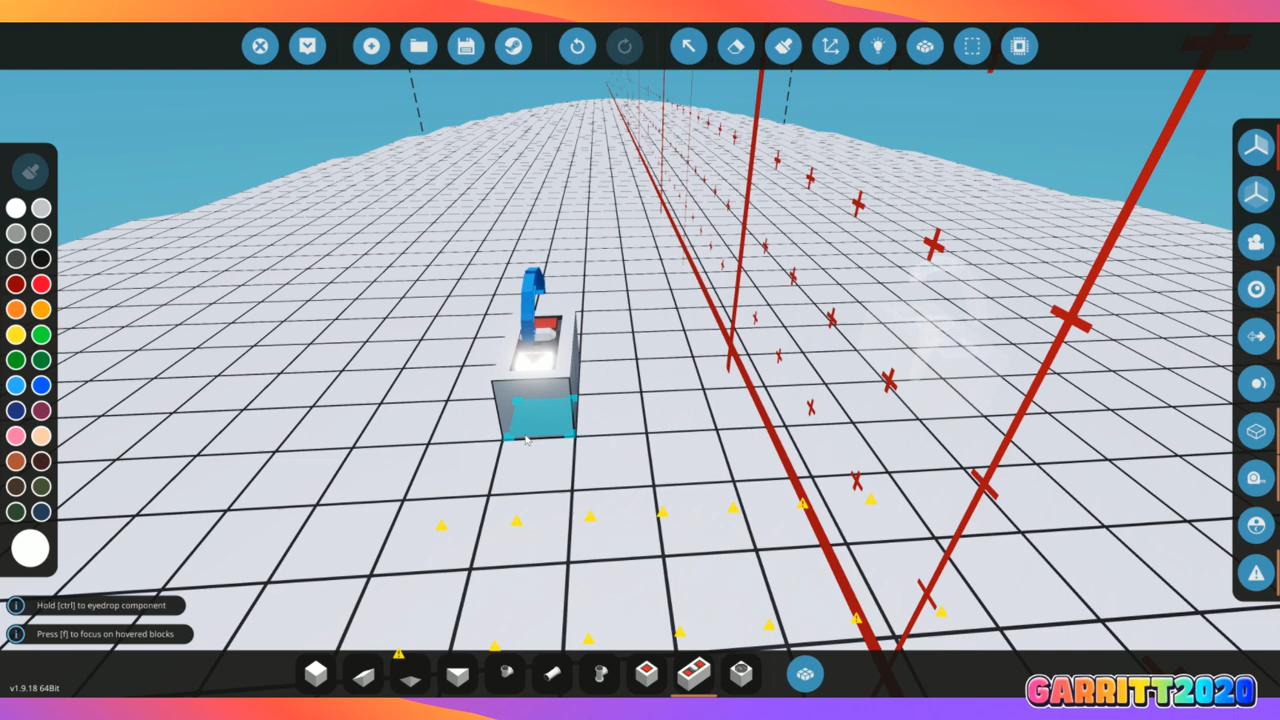 Hold [ctrl] to eyedrop component
Press [f] to focus on hovered blocks
v1.9.18 64Bit
GARRITT2020